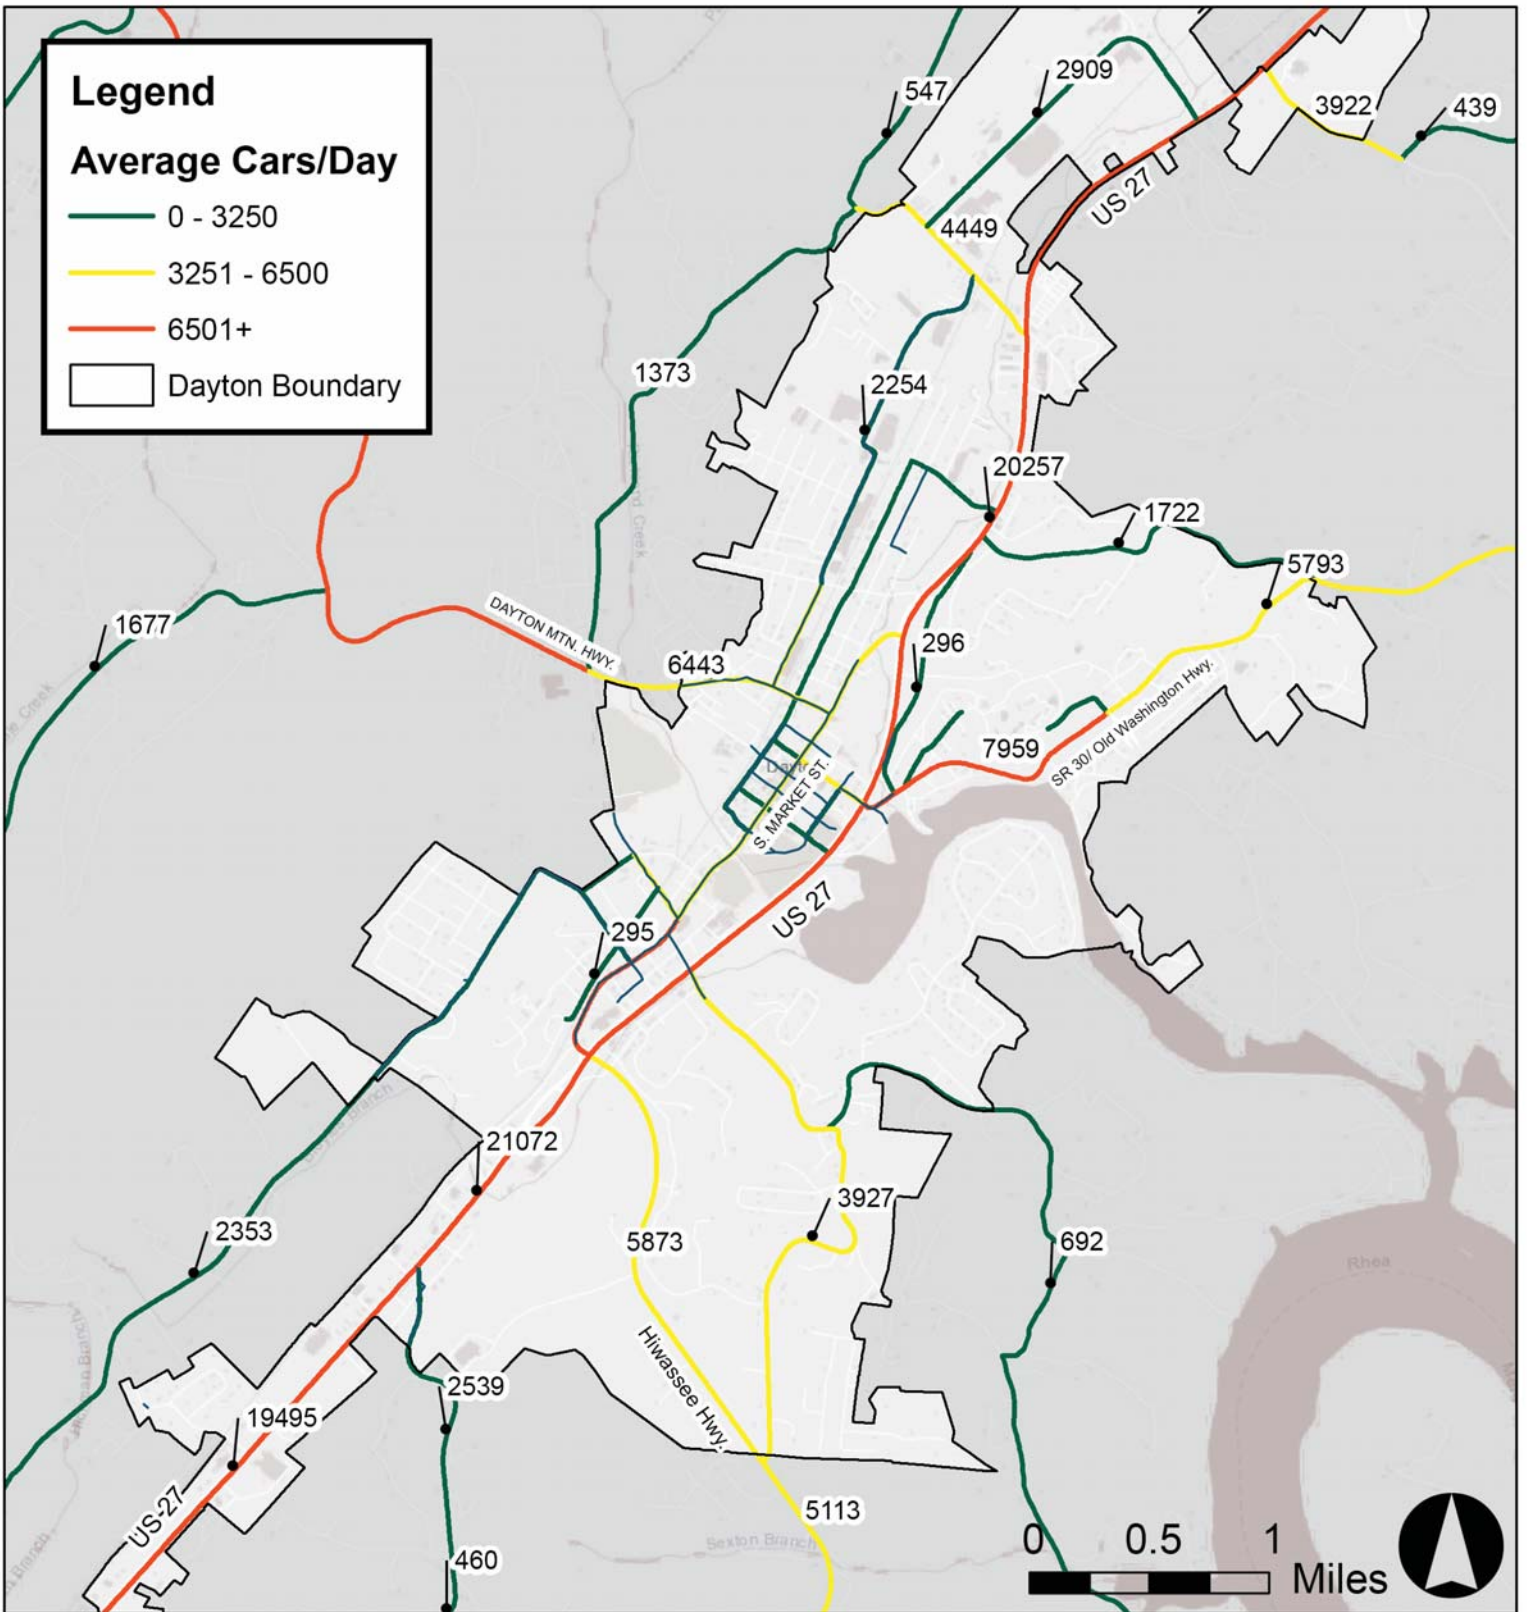 Legend
Average Cars/Day
0 - 3250
3251 - 6500
6501+
Dayton Boundary
547
2909
3922
439
US 27
4449
1373
2254
20257
1722
5793
1677
DAYTON MTN. HWY.
6443
296
7959
SR 30/ Old Washington Hwy.
S. MARKET ST.
US 27
295
21072
3927
2353
5873
692
Rhea
Hiwassee Hwy.
2539
19495
US-27
5113
Sexton Branch
460
0 0.5 1
Miles